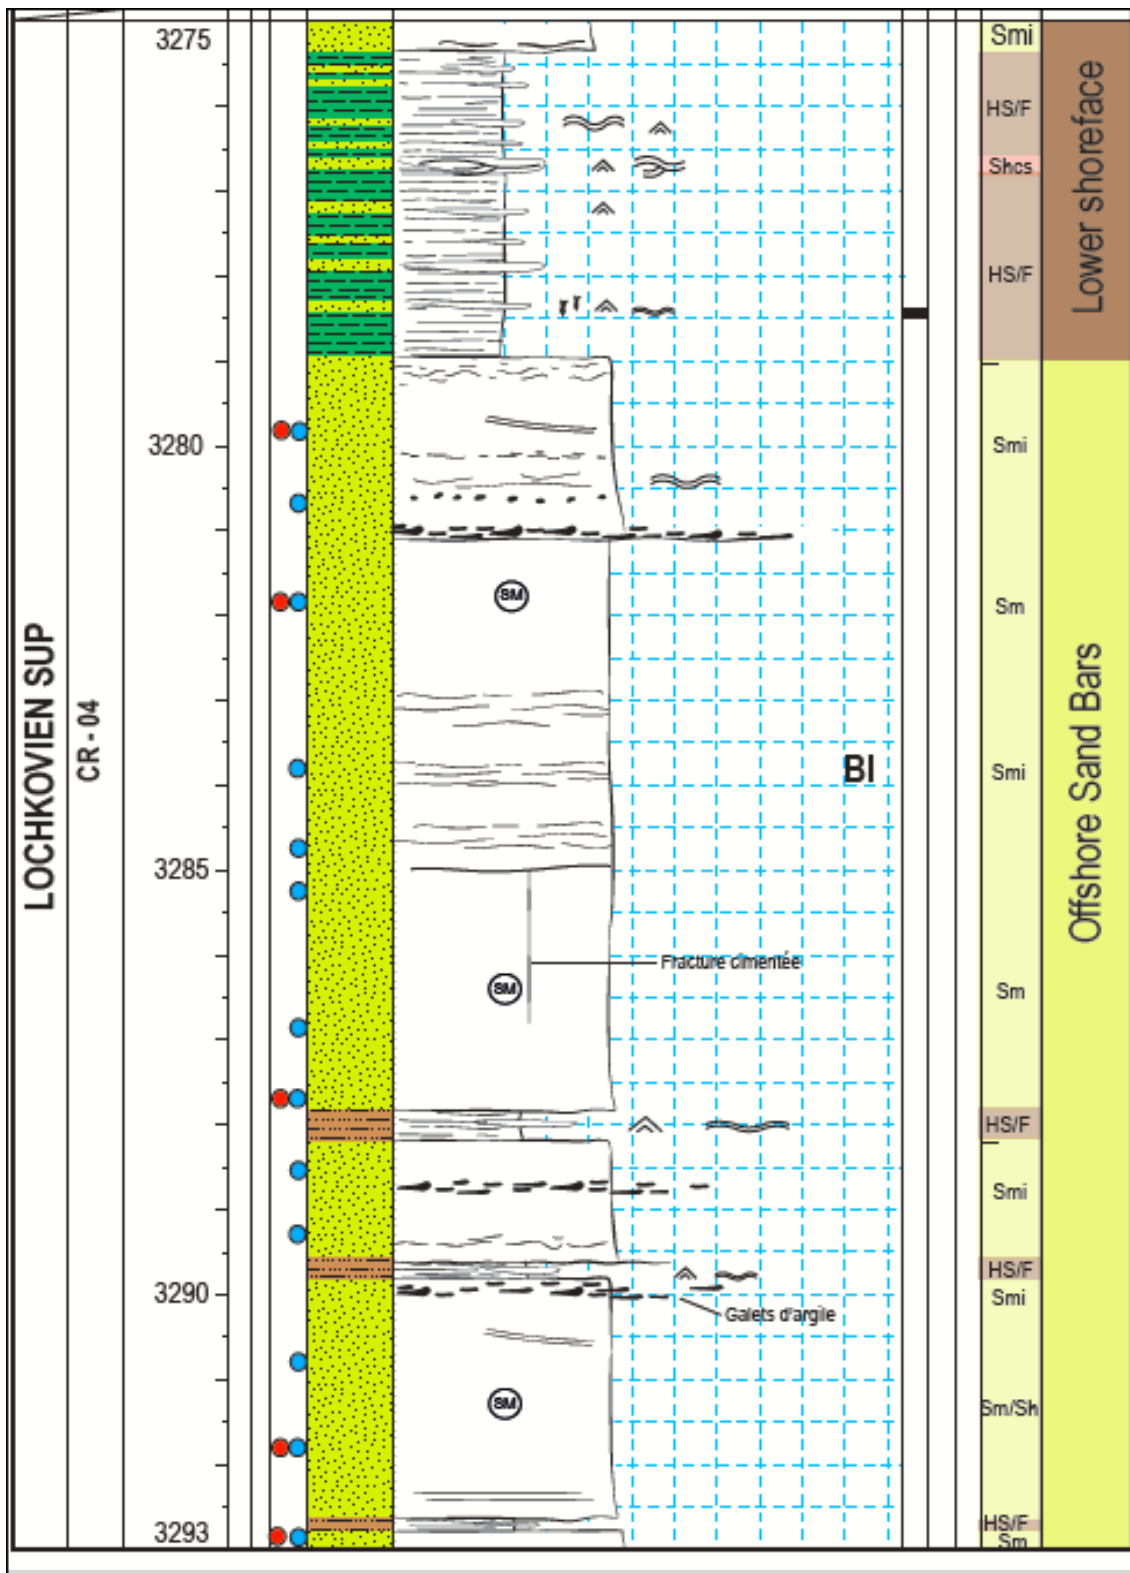 LOCHKOVIEN SUP
CR - 04
3275
3280
3285
3290
3293
SM
SM
SM
BI
Fracture cimentée
Galets d'argile
Smi
HS/F
Shcs
HS/F
Smi
Sm
Smi
Sm
HS/F
Smi
HS/F
Smi
Sm/Sh
HS/F
Sm
Lower shoreface
Offshore Sand Bars